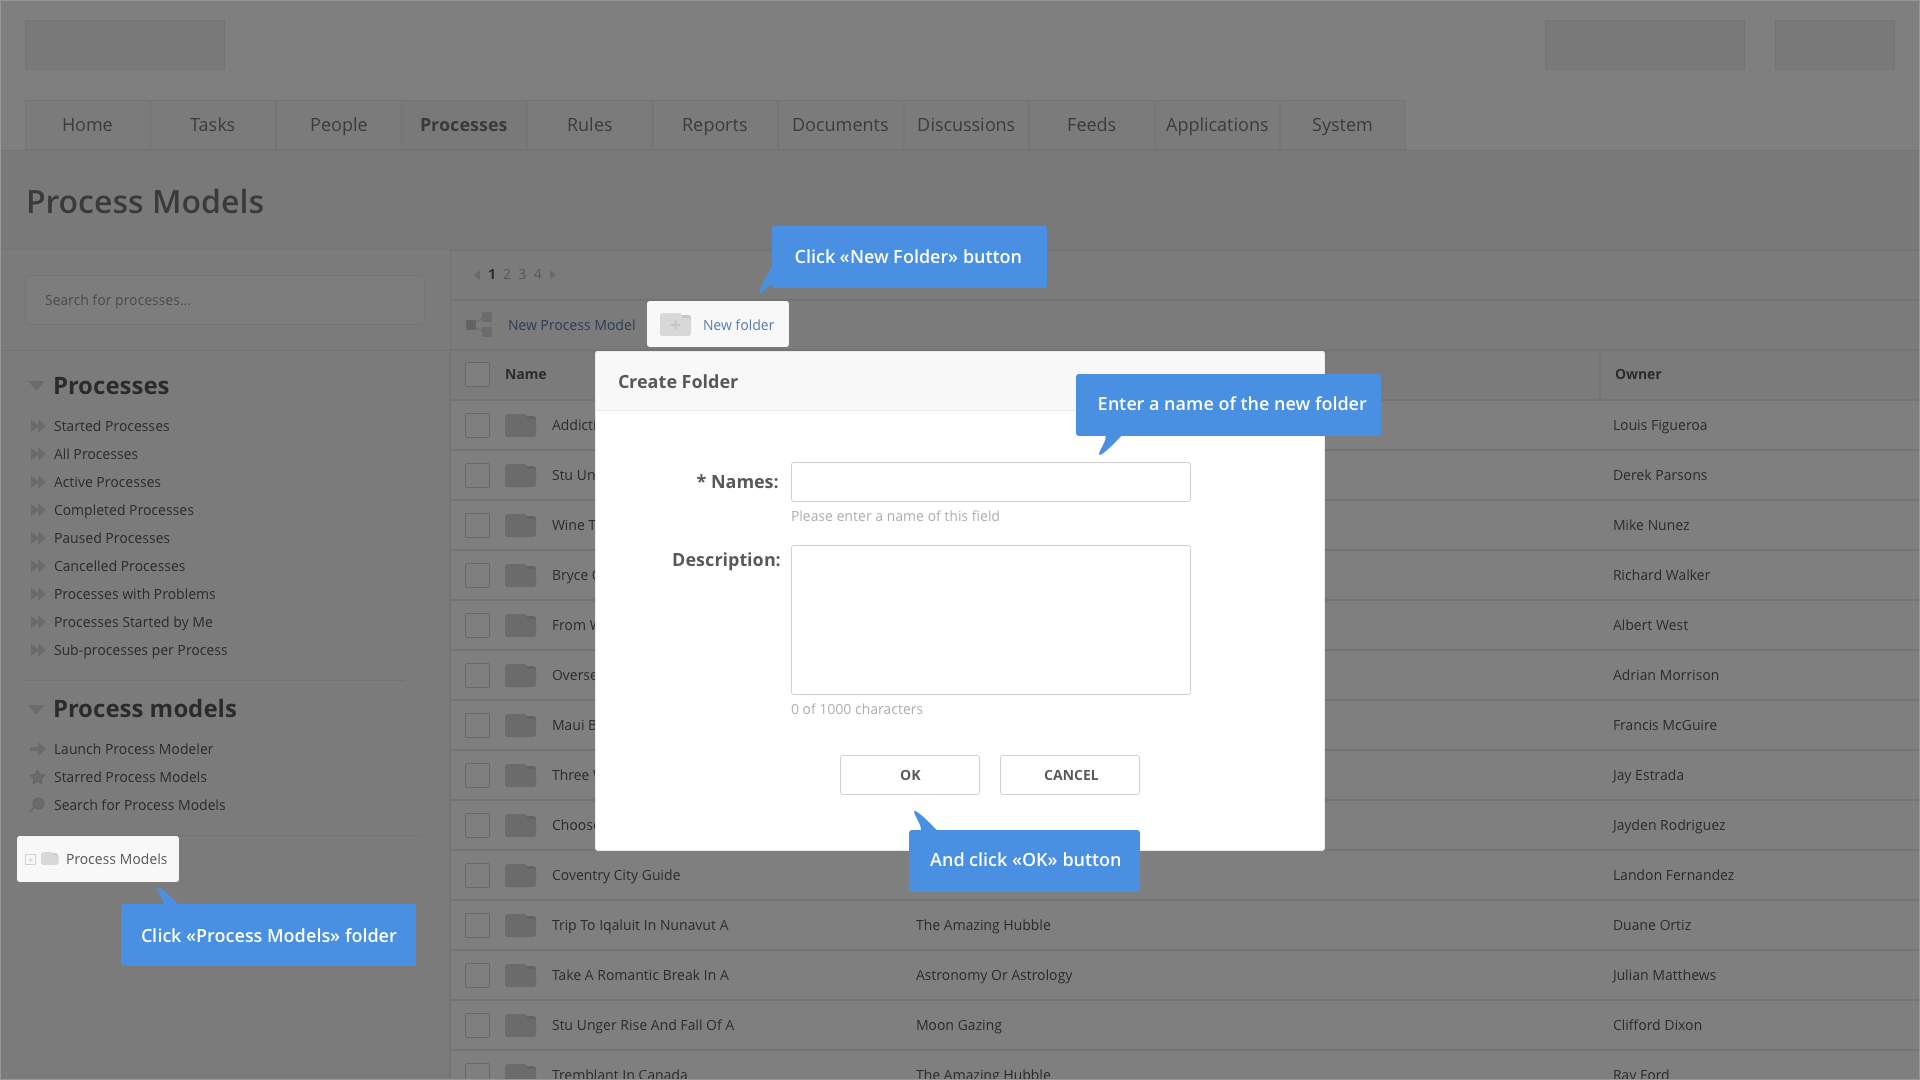 Home Tasks People Processes Rules Reports Documents Discussions Feeds Applications System
Process Models
Click «New Folder» button
1 2 3 4
Search for processes...
New Process Model
New folder
Name
Owner
Create Folder
Enter a name of the new folder
* Names:
Please enter a name of this field
Description:
0 of 1000 characters
OK
CANCEL
And click «OK» button
Processes
Started Processes
All Processes
Active Processes
Completed Processes
Paused Processes
Cancelled Processes
Processes with Problems
Processes Started by Me
Sub-processes per Process
Process models
Launch Process Modeler
Starred Process Models
Search for Process Models
Process Models
Click «Process Models» folder
Louis Figueroa
Stu Un Derek Parsons
Wine T Mike Nunez
Bryce Richard Walker
From Albert West
Adrian Morrison
Maui B Francis McGuire
Three Jay Estrada
Jayden Rodriguez
Coventry City Guide Landon Fernandez
Trip To Iqaluit In Nunavut A The Amazing Hubble Duane Ortiz
Take A Romantic Break In A Astronomy Or Astrology Julian Matthews
Stu Unger Rise And Fall Of A Moon Gazing Clifford Dixon
Tremblant In Canada The Amazing Hubble Ray Ford